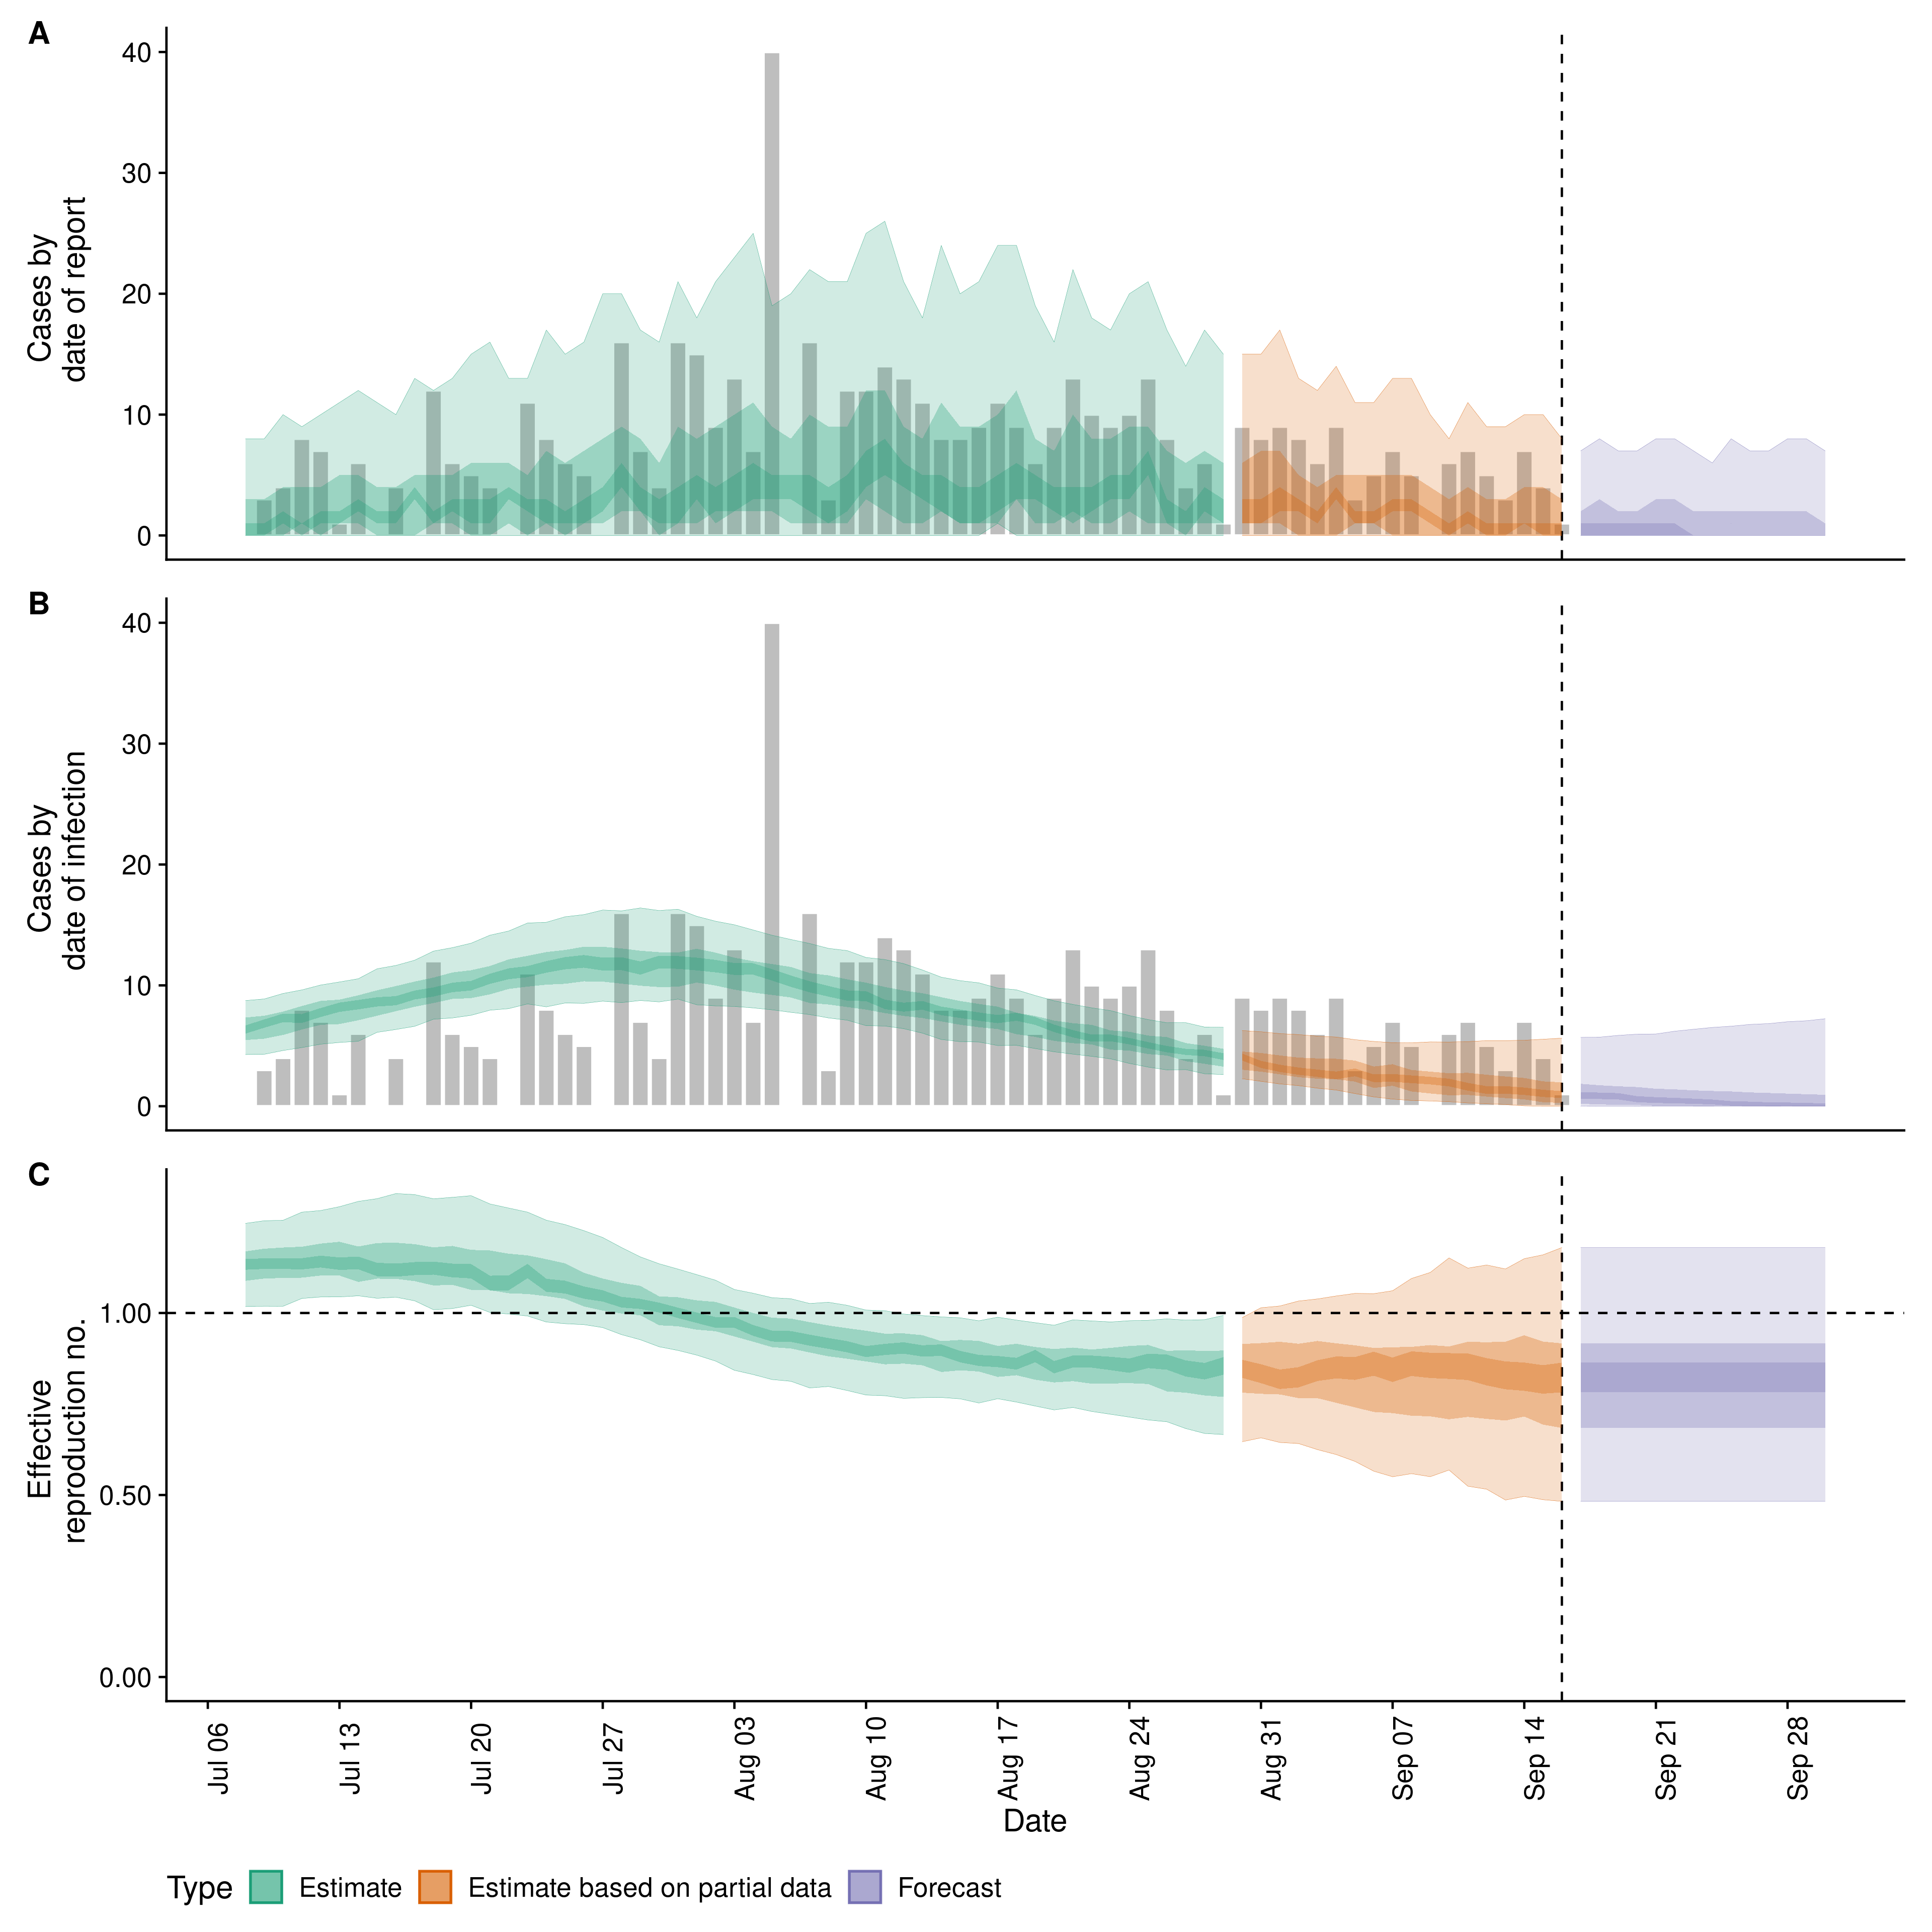 A
Cases by
date of report
40
30
20
10
0
B
Cases by
date of infection
40
30
20
10
0
C
Effective
reproduction no.
1.00
0.50
0.00
Jul 06
Jul 13
Jul 20
Jul 27
Aug 03
Aug 10
Aug 17
Aug 24
Aug 31
Sep 07
Sep 14
Sep 21
Sep 28
Date
Type Estimate Estimate based on partial data Forecast